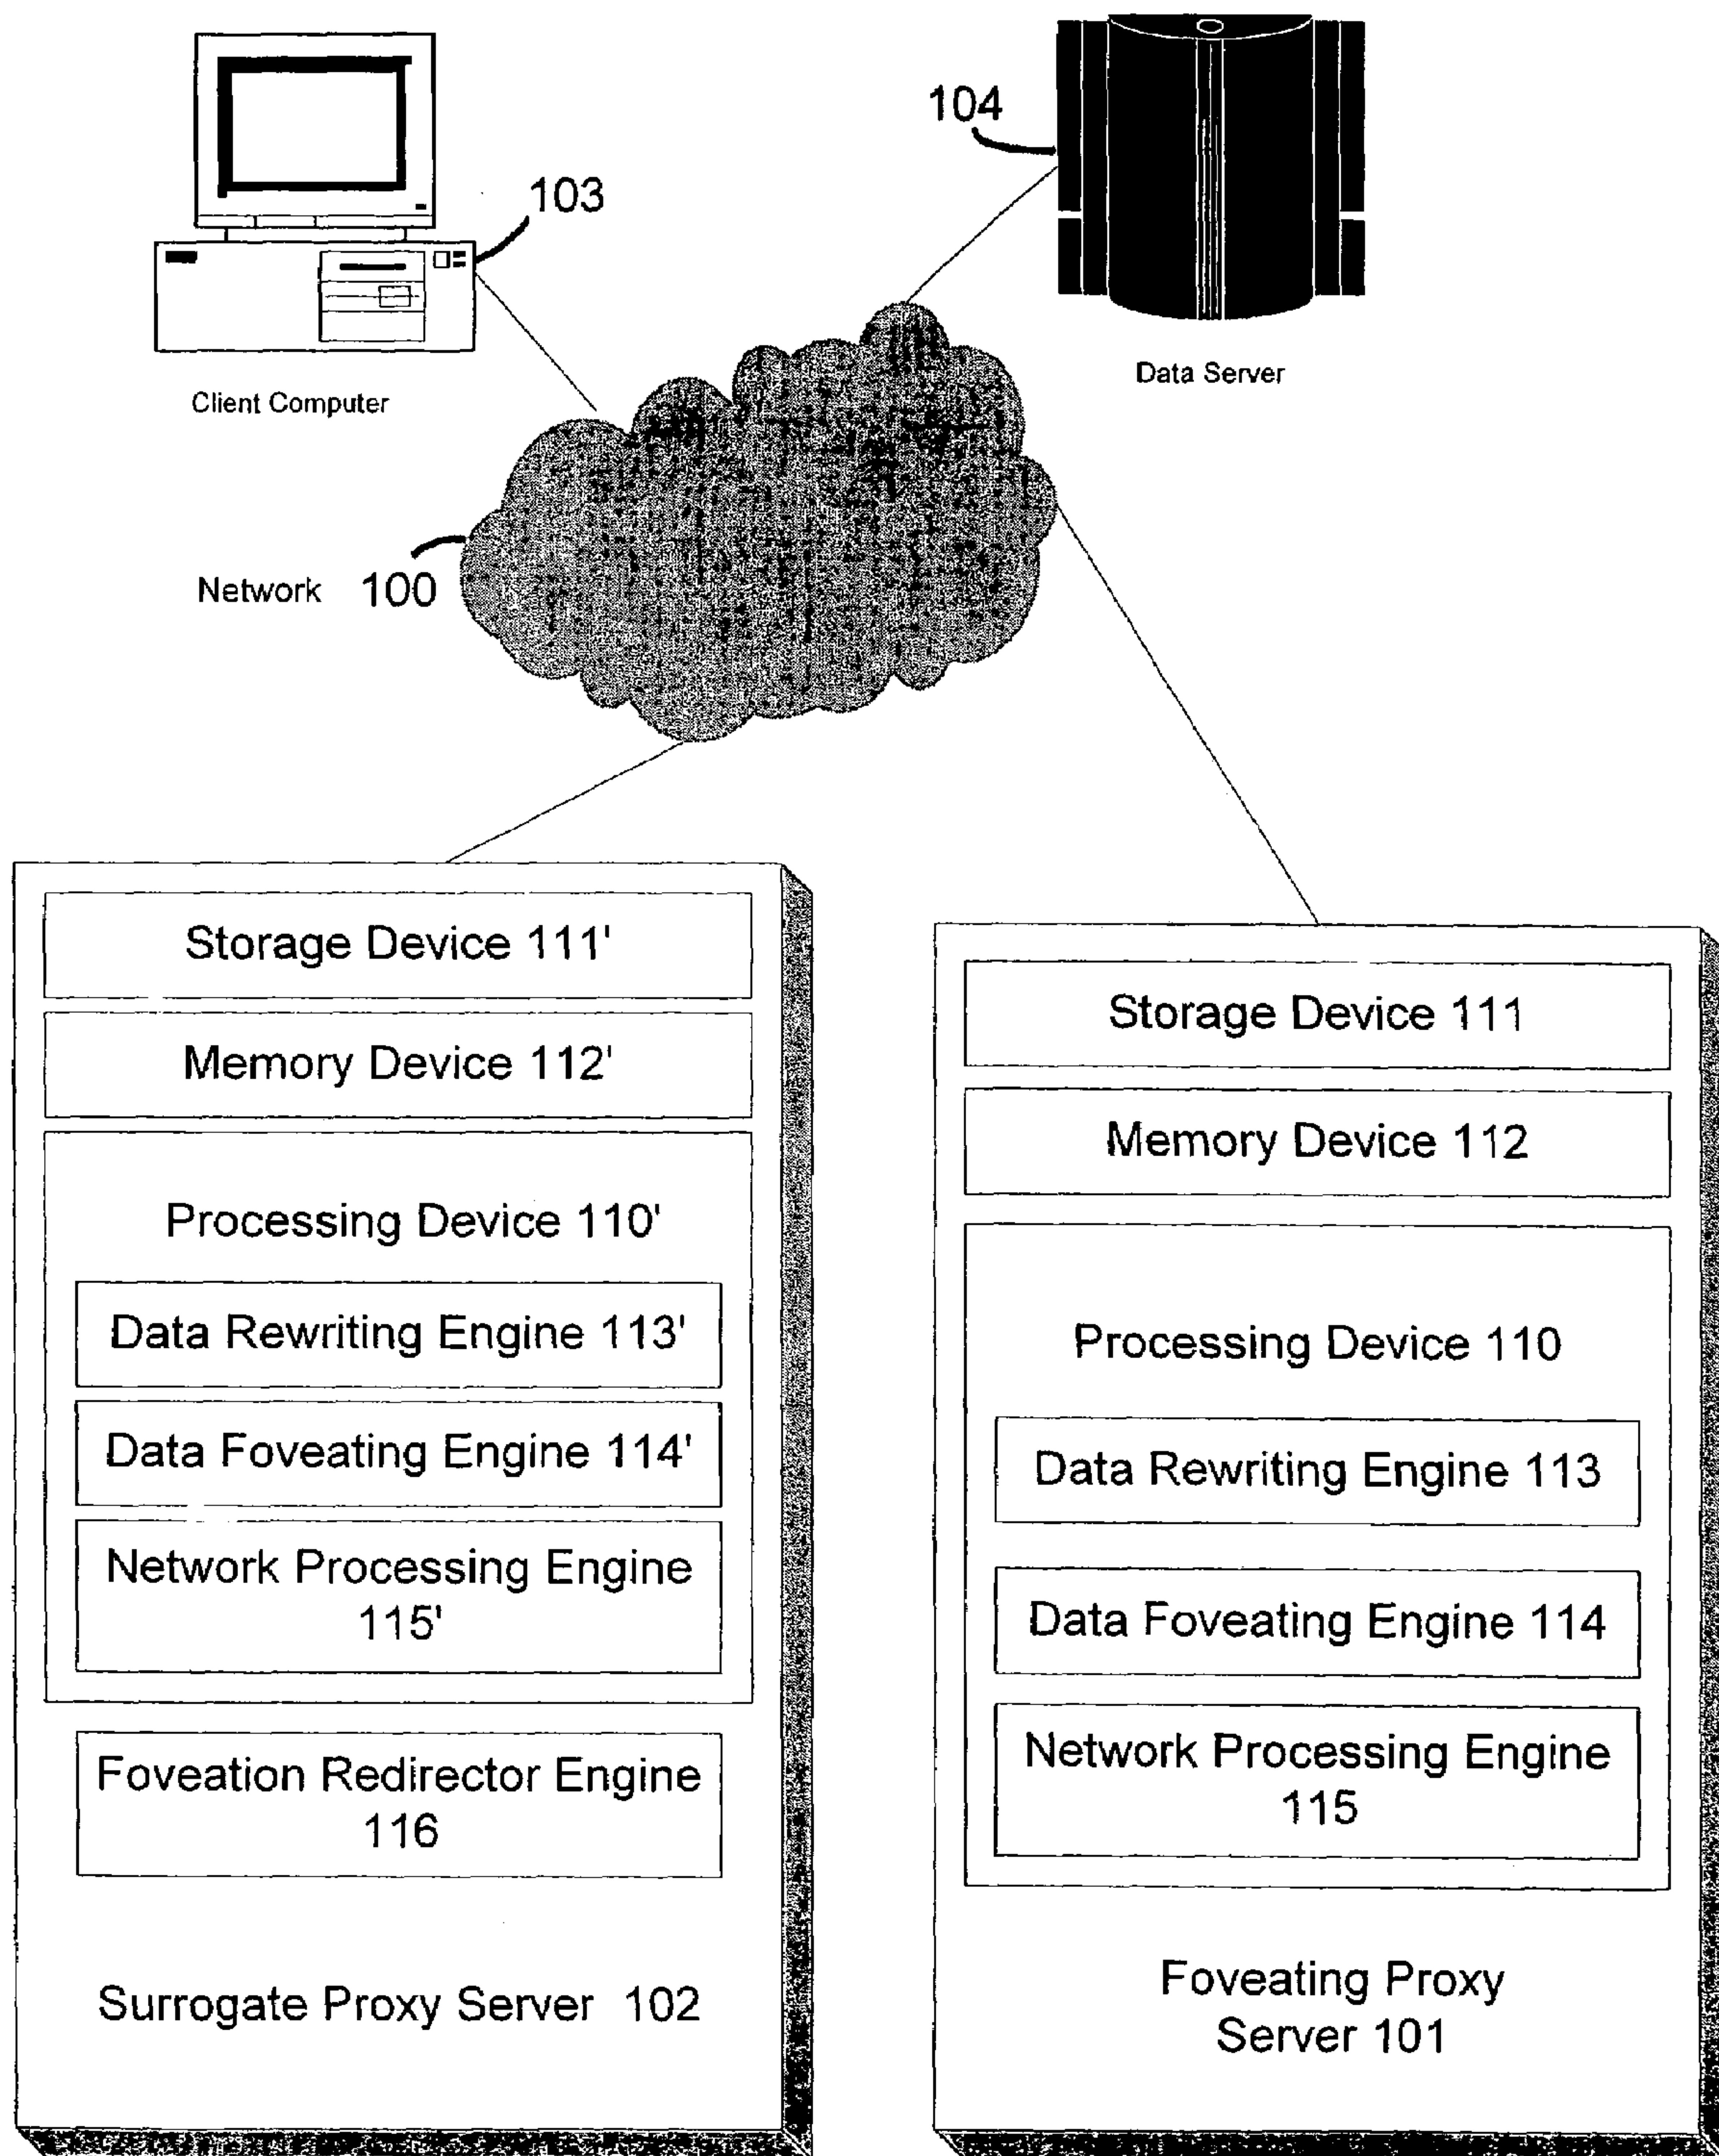 104
103
Data Server
Client Computer
Network 100
Storage Device 111'
Memory Device 112'
Processing Device 110'
Data Rewriting Engine 113'
Data Foveating Engine 114'
Network Processing Engine
115'
Foveation Redirector Engine
116
Surrogate Proxy Server 102
Storage Device 111
Memory Device 112
Processing Device 110
Data Rewriting Engine 113
Data Foveating Engine 114
Network Processing Engine
115
Foveating Proxy
Server 101